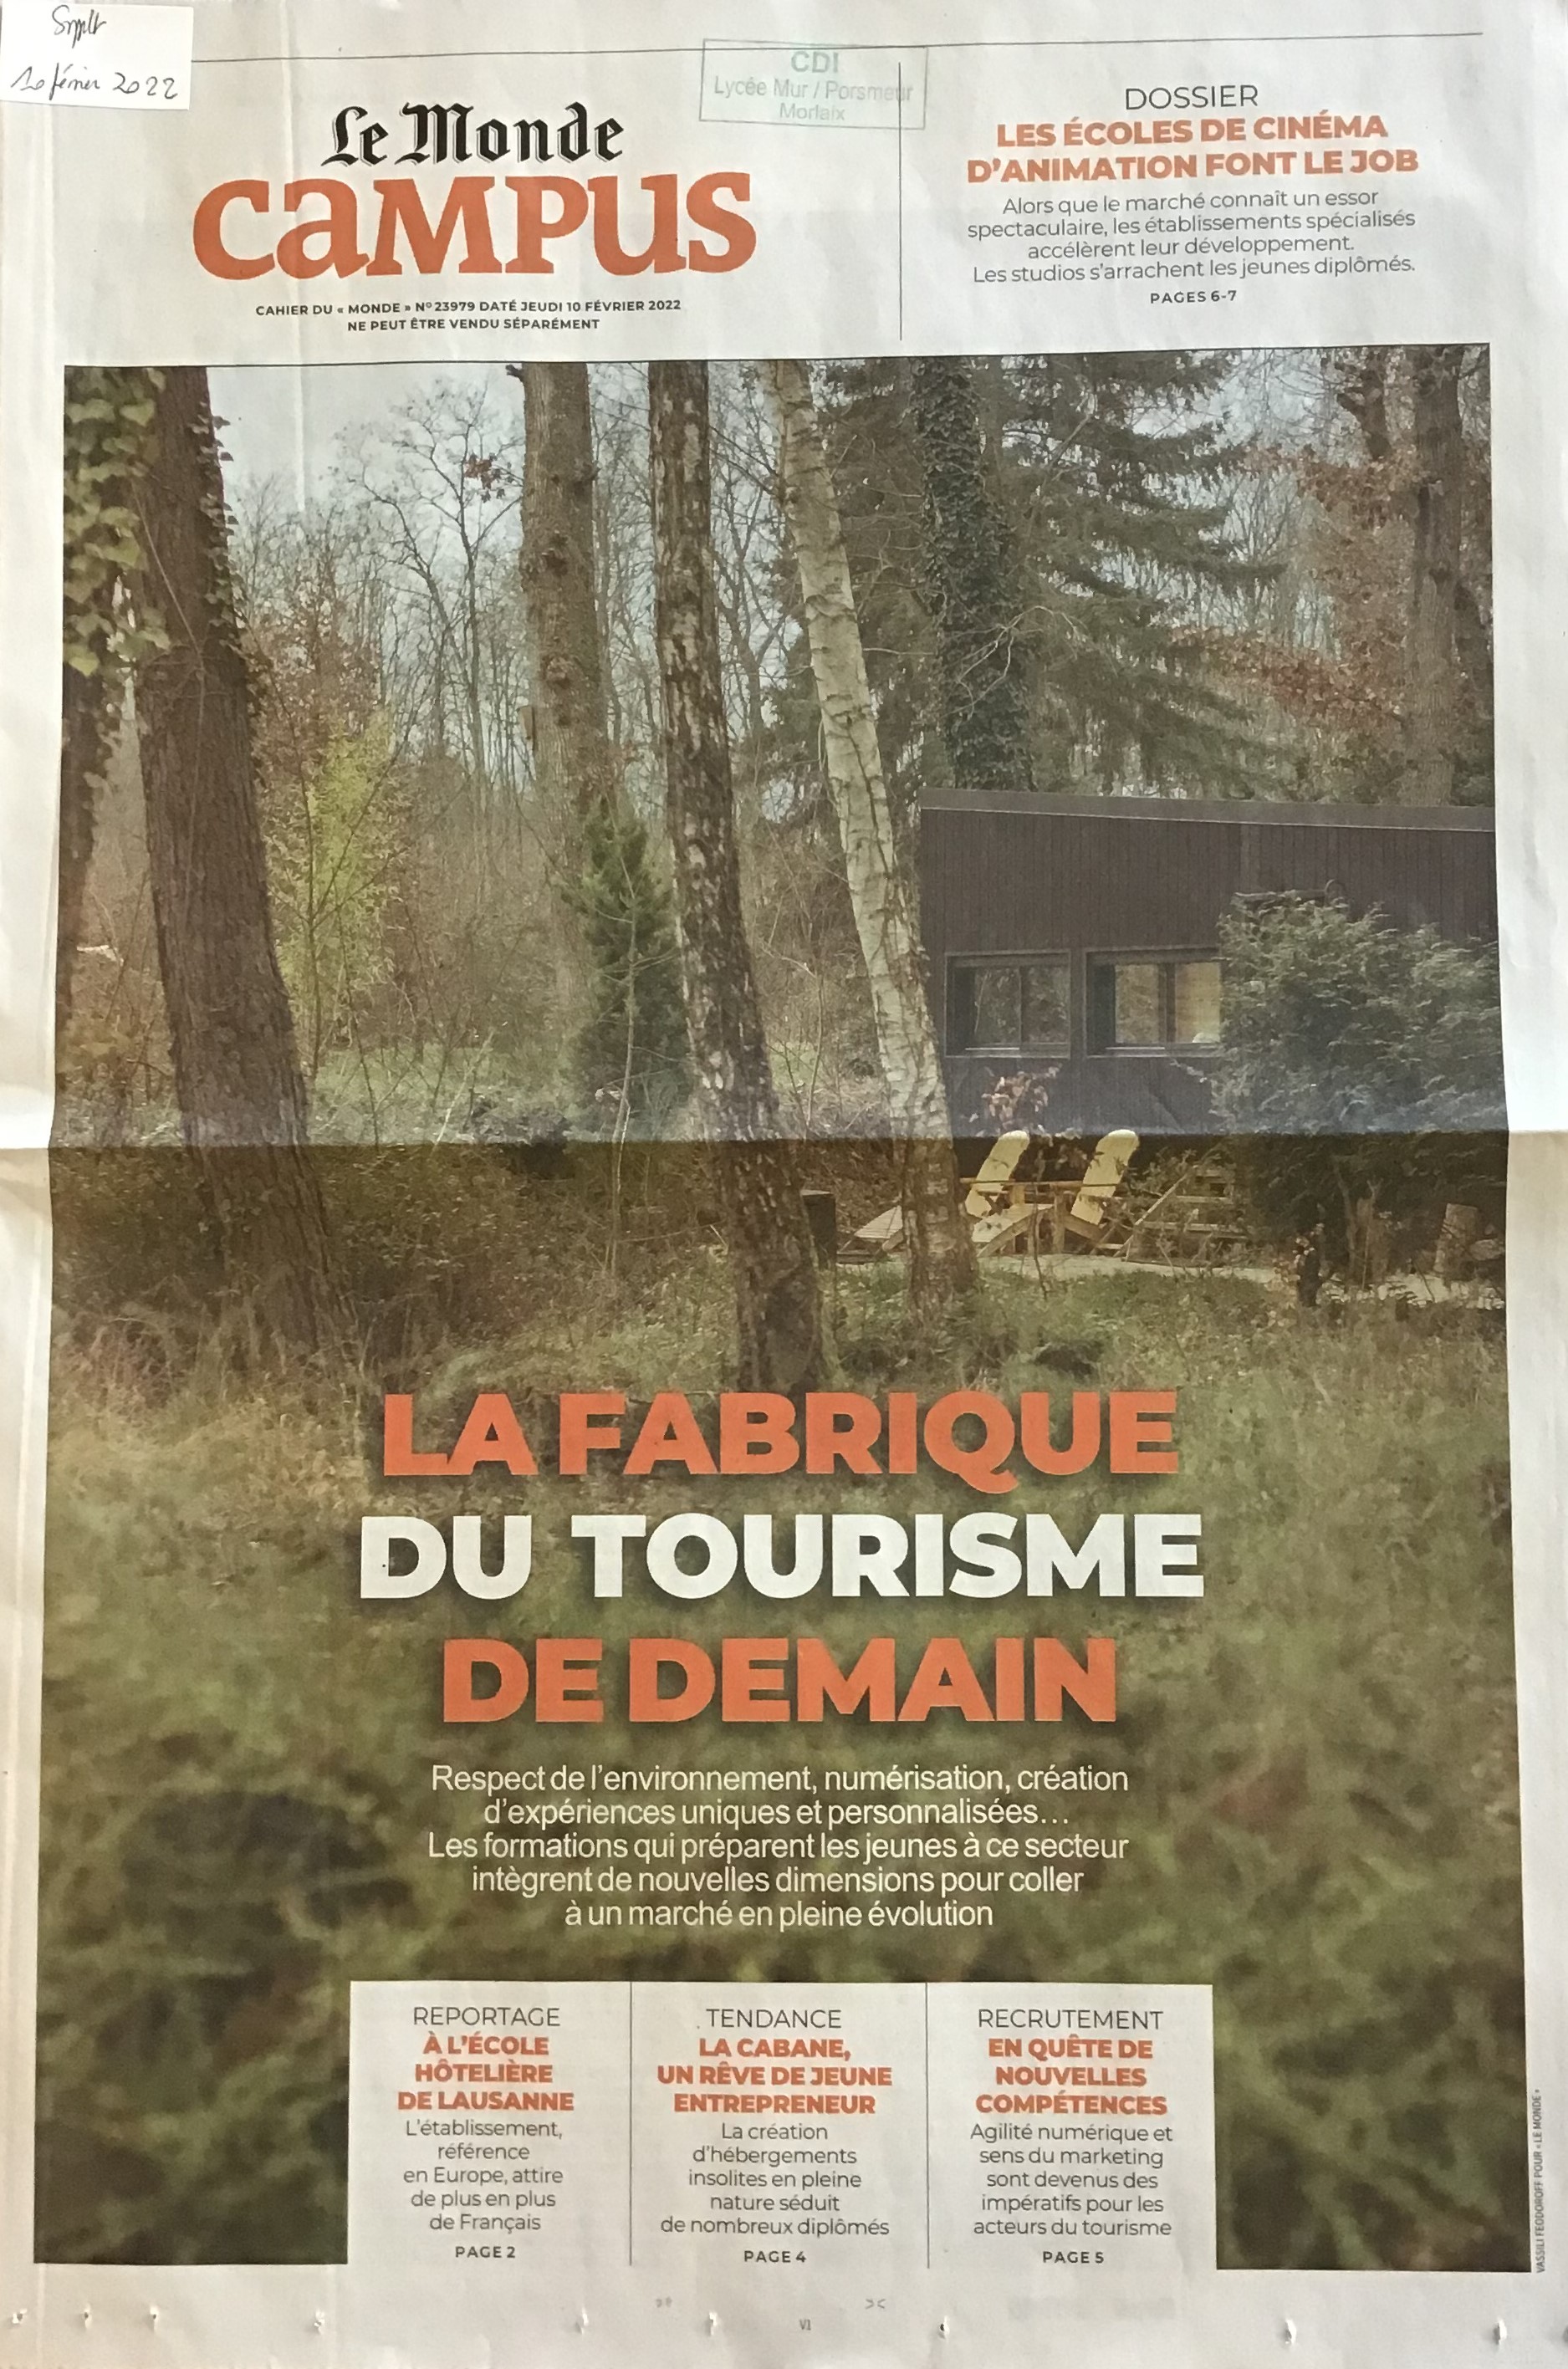 10 février 2022
CDI
Lycée Mur / Porsmeur
Morlaix
Le Monde
CAMPUS
CAHIER DU « MONDE » N° 23979 DATÉ JEUDI 10 FÉVRIER 2022
NE PEUT ÊTRE VENDU SÉPARÉMENT
DOSSIER
LES ÉCOLES DE CINÉMA
D'ANIMATION FONT LE JOB
Alors que le marché connaît un essor
spectaculaire, les établissements spécialisés
accélèrent leur développement.
Les studios s'arrachent les jeunes diplômés.
PAGES 6-7
LA FABRIQUE
DU TOURISME
DE DEMAIN
Respect de l'environnement, numérisation, création
d'expériences uniques et personnalisées...
Les formations qui préparent les jeunes à ce secteur
intègrent de nouvelles dimensions pour coller
à un marché en pleine évolution
REPORTAGE
À L'ÉCOLE
HÔTELIÈRE
DE LAUSANNE
L'établissement,
référence
en Europe, attire
de plus en plus
de Français
PAGE 2
TENDANCE
LA CABANE,
UN RÊVE DE JEUNE
ENTREPRENEUR
La création
d'hébergements
insolites en pleine
nature séduit
de nombreux diplômés
PAGE 4
RECRUTEMENT
EN QUÊTE DE
NOUVELLES
COMPÉTENCES
Agilité numérique et
sens du marketing
sont devenus des
impératifs pour les
acteurs du tourisme
PAGE 5
VASSILI FEODOROFF POUR « LE MONDE »
VI